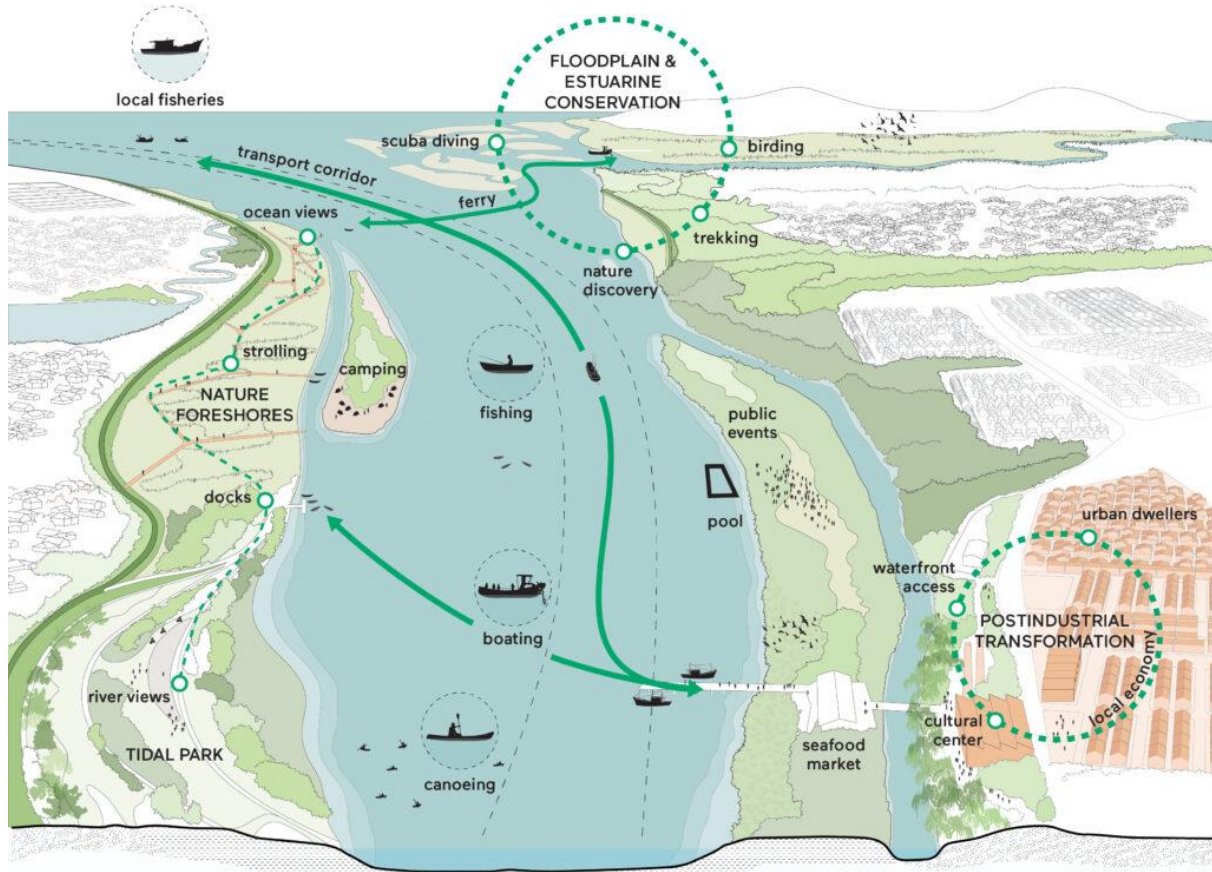 local fisheries
FLOODPLAIN &
ESTUARINE
CONSERVATION
scuba diving
birding
transport corridor
ferry
ocean views
trekking
nature
discovery
strolling
camping
NATURE
FORESHORES
fishing
public
events
docks
pool
urban dwellers
waterfront
access
boating
POSTINDUSTRIAL
TRANSFORMATION
local economy
river views
cultural
center
TIDAL PARK
seafood
market
canoeing